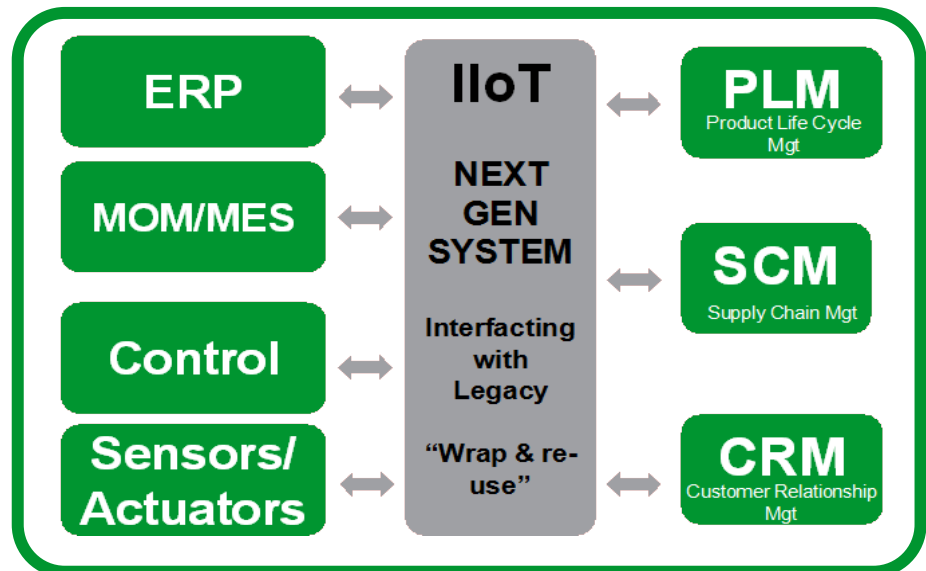 ERP
MOM/MES
Control
Sensors/
Actuators
IIoT
NEXT
GEN
SYSTEM
Interfacting
with
Legacy
“Wrap & re-
use”
PLM
Product Life Cycle
Mgt
SCM
Supply Chain Mgt
CRM
Customer Relationship
Mgt